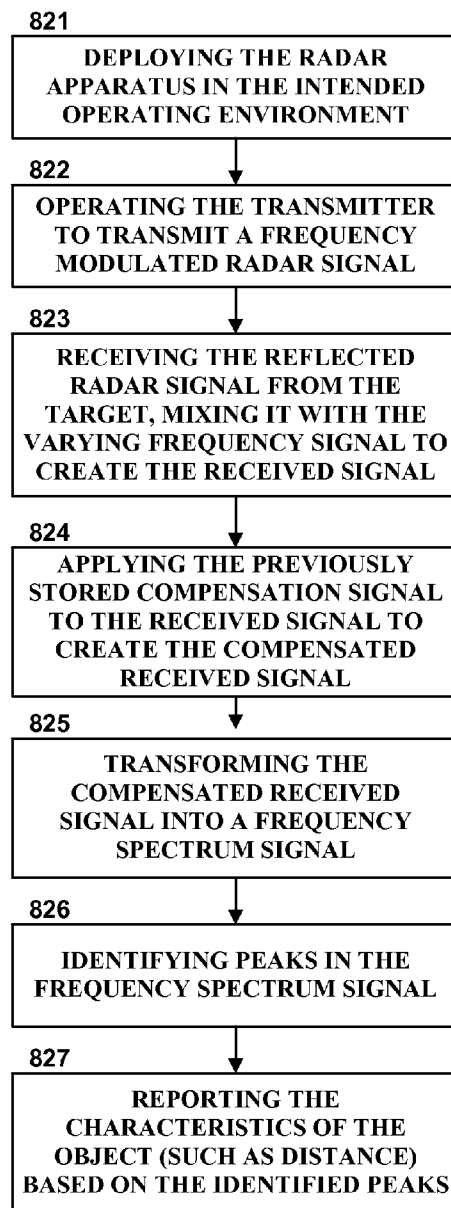 821
DEPLOYING THE RADAR
APPARATUS IN THE INTENDED
OPERATING ENVIRONMENT
822
OPERATING THE TRANSMITTER
TO TRANSMIT A FREQUENCY
MODULATED RADAR SIGNAL
823
RECEIVING THE REFLECTED
RADAR SIGNAL FROM THE
TARGET, MIXING IT WITH THE
VARYING FREQUENCY SIGNAL TO
CREATE THE RECEIVED SIGNAL
824
APPLYING THE PREVIOUSLY
STORED COMPENSATION SIGNAL
TO THE RECEIVED SIGNAL TO
CREATE THE COMPENSATED
RECEIVED SIGNAL
825
TRANSFORMING THE
COMPENSATED RECEIVED
SIGNAL INTO A FREQUENCY
SPECTRUM SIGNAL
826
IDENTIFYING PEAKS IN THE
FREQUENCY SPECTRUM SIGNAL
827
REPORTING THE
CHARACTERISTICS OF THE
OBJECT (SUCH AS DISTANCE)
BASED ON THE IDENTIFIED PEAKS